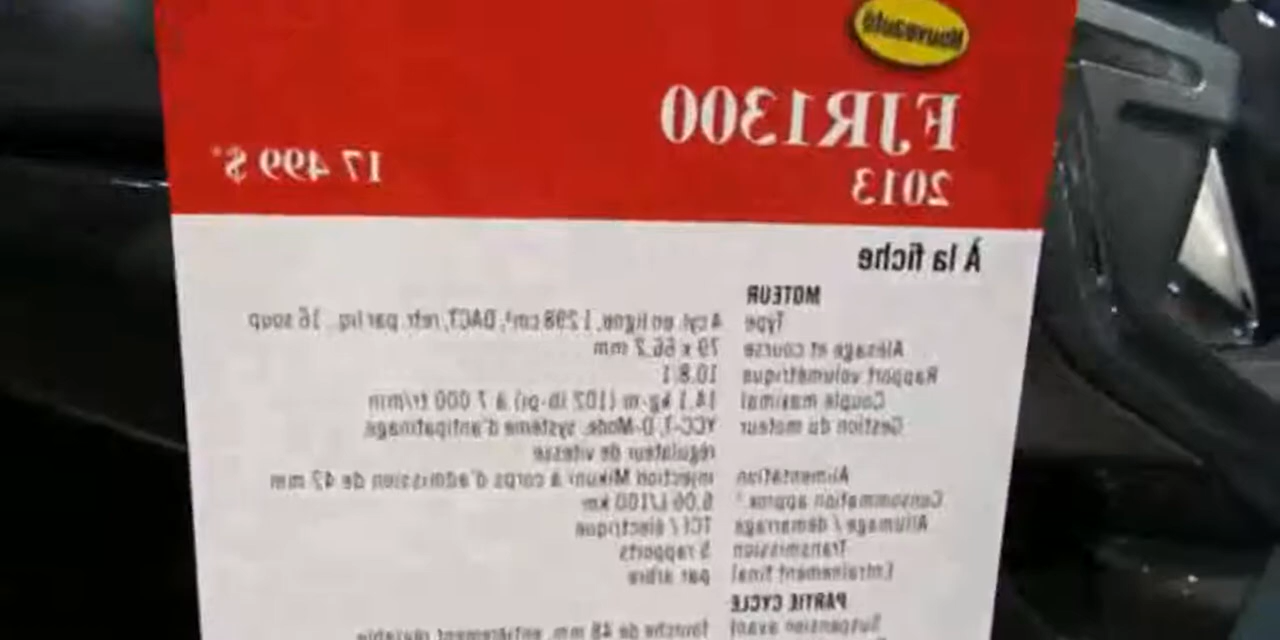 Nouveauté
FJR1300
2013
17 499 $*
À la fiche
MOTEUR
Type 4 cyl. en ligne, 1 298 cm³, DACT, refr. par liq., 16 soup
Alésage et course 79 x 66.2 mm
Rapport volumétrique 10.8:1
Couple maximal 14.1 kg-m (102 lb-pi) à 7 000 tr/min
Gestion du moteur YCC-T, D-Mode, système d'antipatinage
régulateur de vitesse
Alimentation injection Mikuni à corps d'admission de 42 mm
Consommation approx. 6.06 L/100 km
Allumage / démarrage TCI / électrique
Transmission 5 rapports
Entraînement final par arbre
PARTIE CYCLE
Suspension avant fourche de 48 mm, entièrement réglable